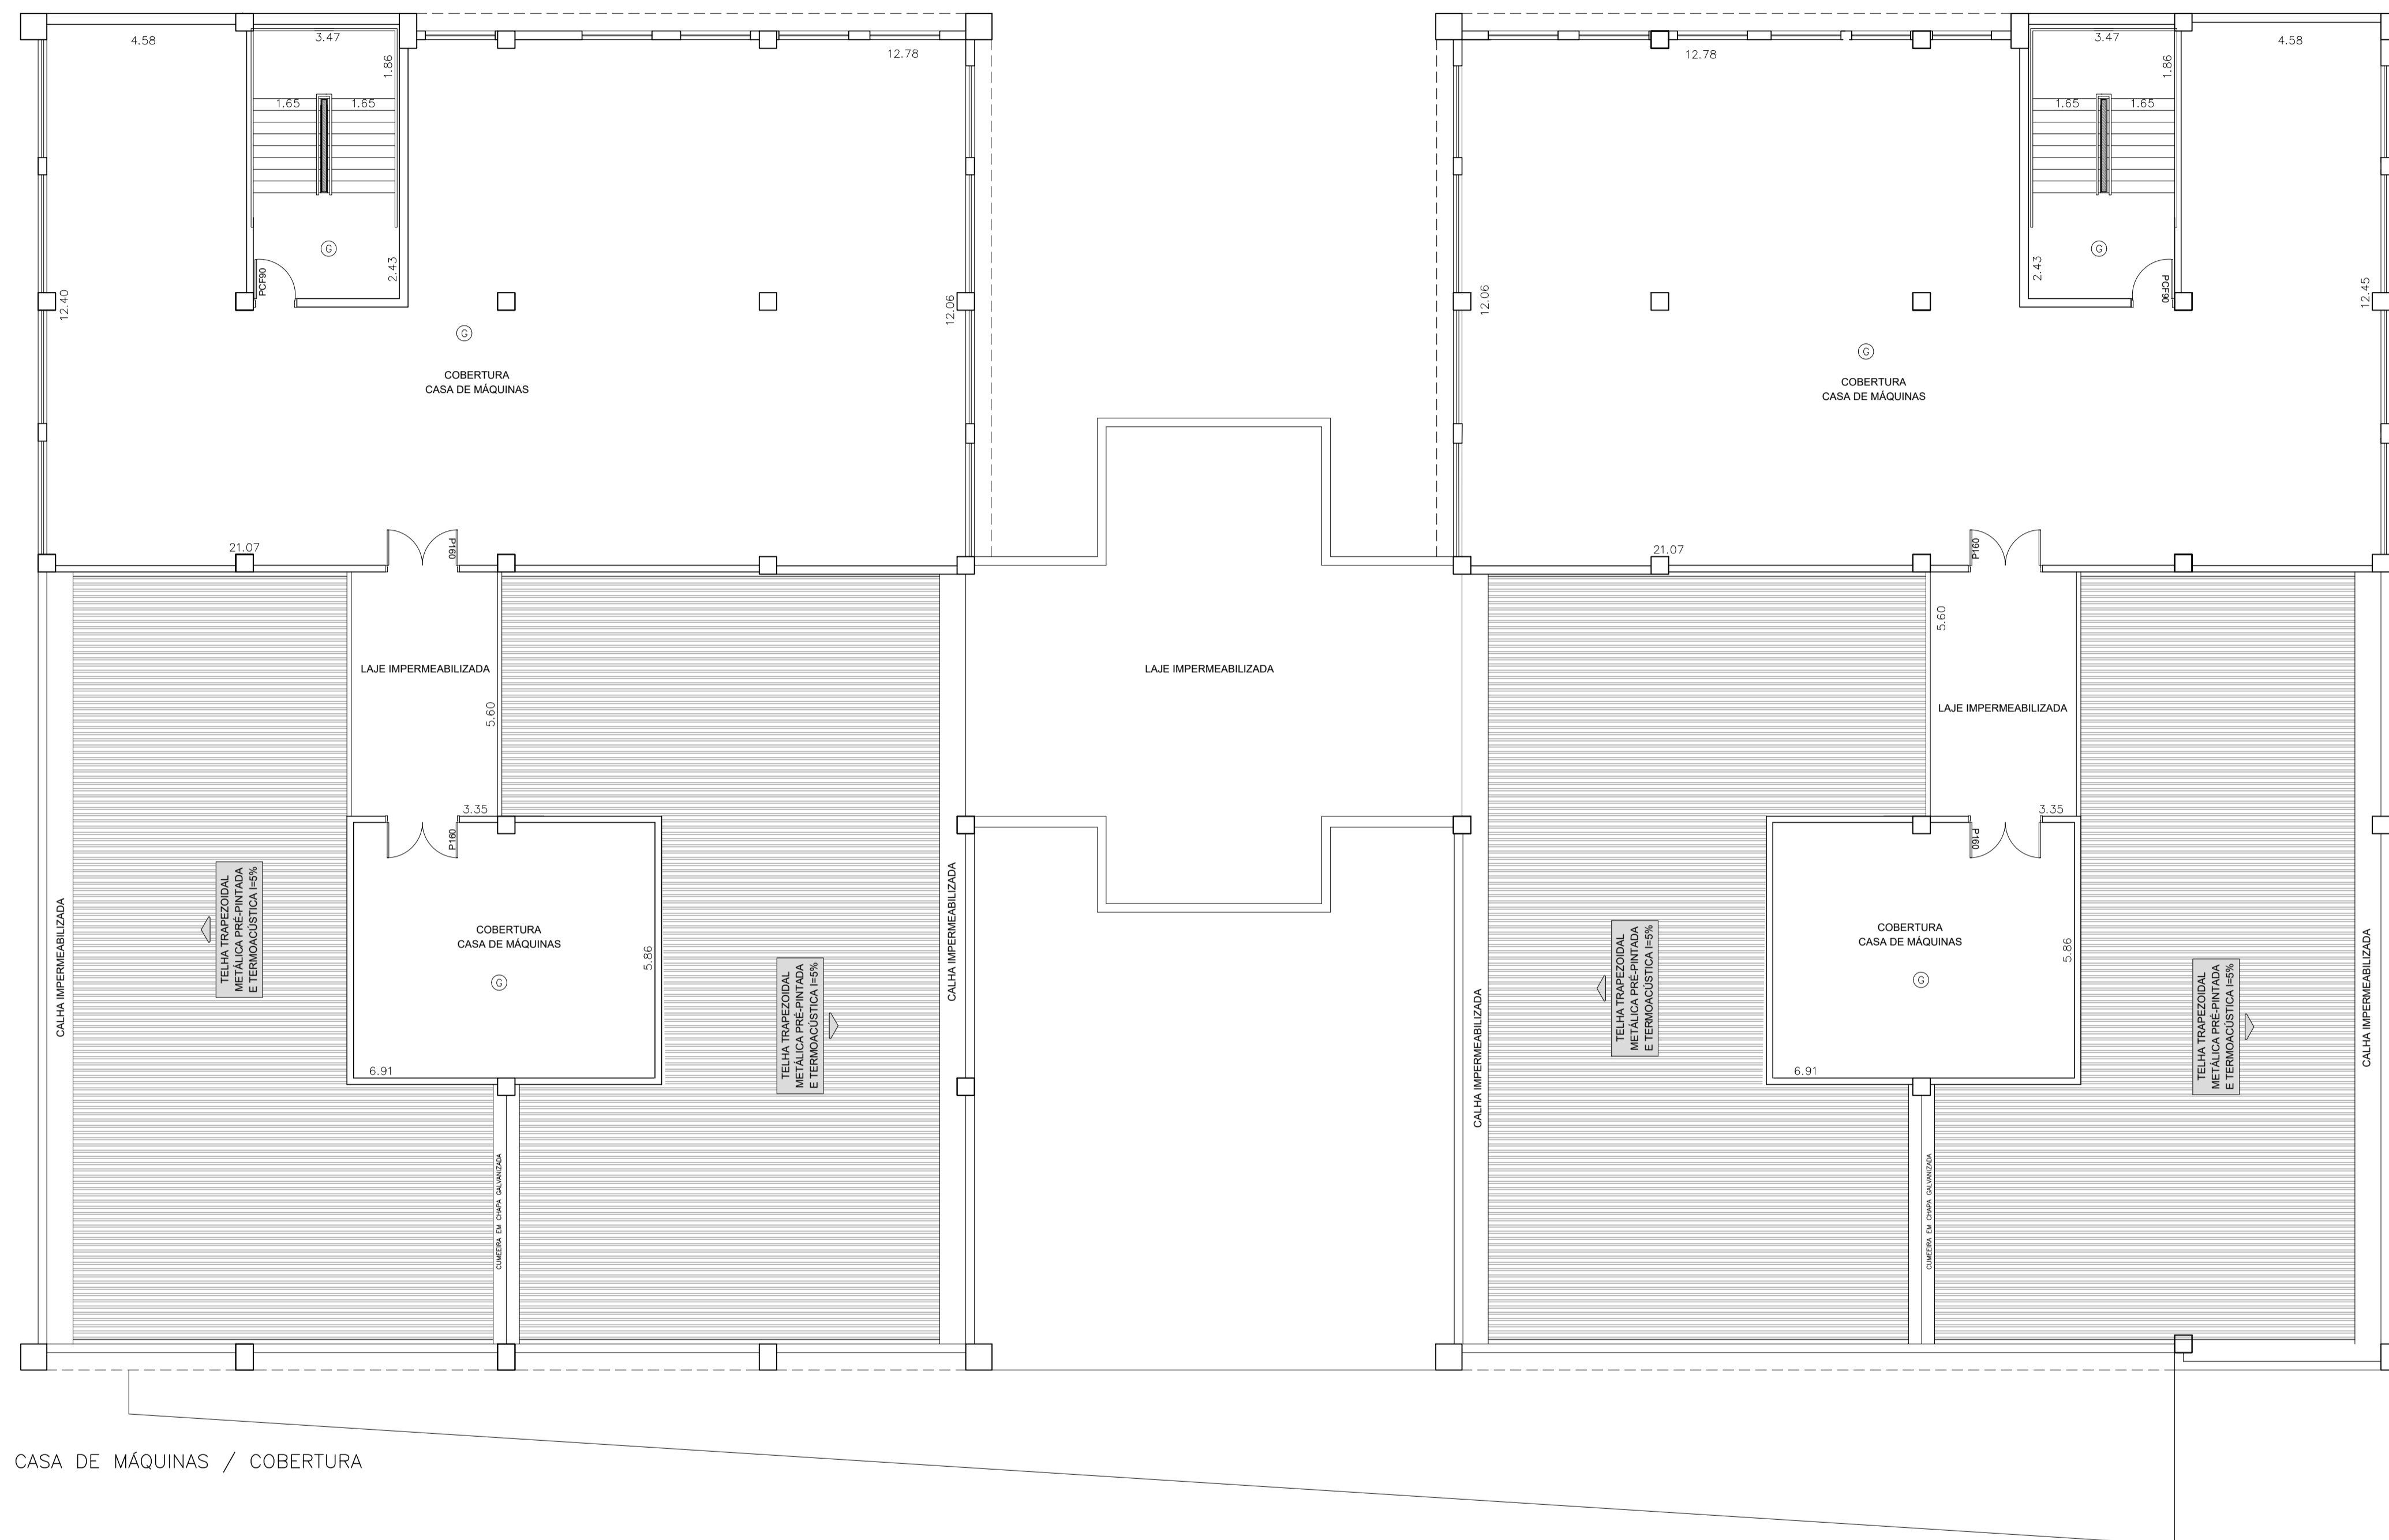 4.58
3.47
12.78
1.86
1.65
1.65
G
2.43
PCF90
12.40
12.06
G
COBERTURA
CASA DE MÁQUINAS
21.07
P160
LAJE IMPERMEABILIZADA
5.60
3.35
P160
TELHA TRAPEZOIDAL
METÁLICA PRÉ-PINTADA
E TERMOACÚSTICA I=5%
CALHA IMPERMEABILIZADA
COBERTURA
CASA DE MÁQUINAS
G
5.86
6.91
TELHA TRAPEZOIDAL
METÁLICA PRÉ-PINTADA
E TERMOACÚSTICA I=5%
CALHA IMPERMEABILIZADA
CUMEEIRA EM CHAPA GALVANIZADA
LAJE IMPERMEABILIZADA
12.78
3.47
4.58
1.86
1.65
1.65
G
2.43
PCF90
12.06
12.45
G
COBERTURA
CASA DE MÁQUINAS
21.07
P160
5.60
LAJE IMPERMEABILIZADA
3.35
P160
TELHA TRAPEZOIDAL
METÁLICA PRÉ-PINTADA
E TERMOACÚSTICA I=5%
CALHA IMPERMEABILIZADA
COBERTURA
CASA DE MÁQUINAS
G
5.86
6.91
TELHA TRAPEZOIDAL
METÁLICA PRÉ-PINTADA
E TERMOACÚSTICA I=5%
CALHA IMPERMEABILIZADA
CUMEEIRA EM CHAPA GALVANIZADA
CASA DE MÁQUINAS / COBERTURA